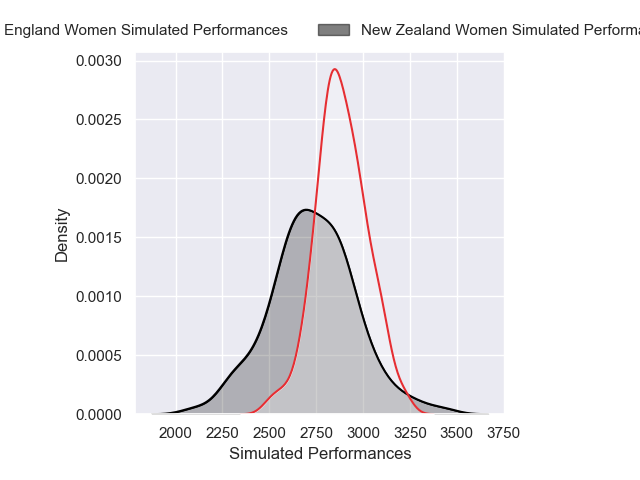 England Women Simulated Performances New Zealand Women Simulated
0.0030
0.0025
0.0020
0.0015
0.0010
0.0005
0.0000
Density
2000 2250 2500 2750 3000 3250 3500 3750
Simulated Performances